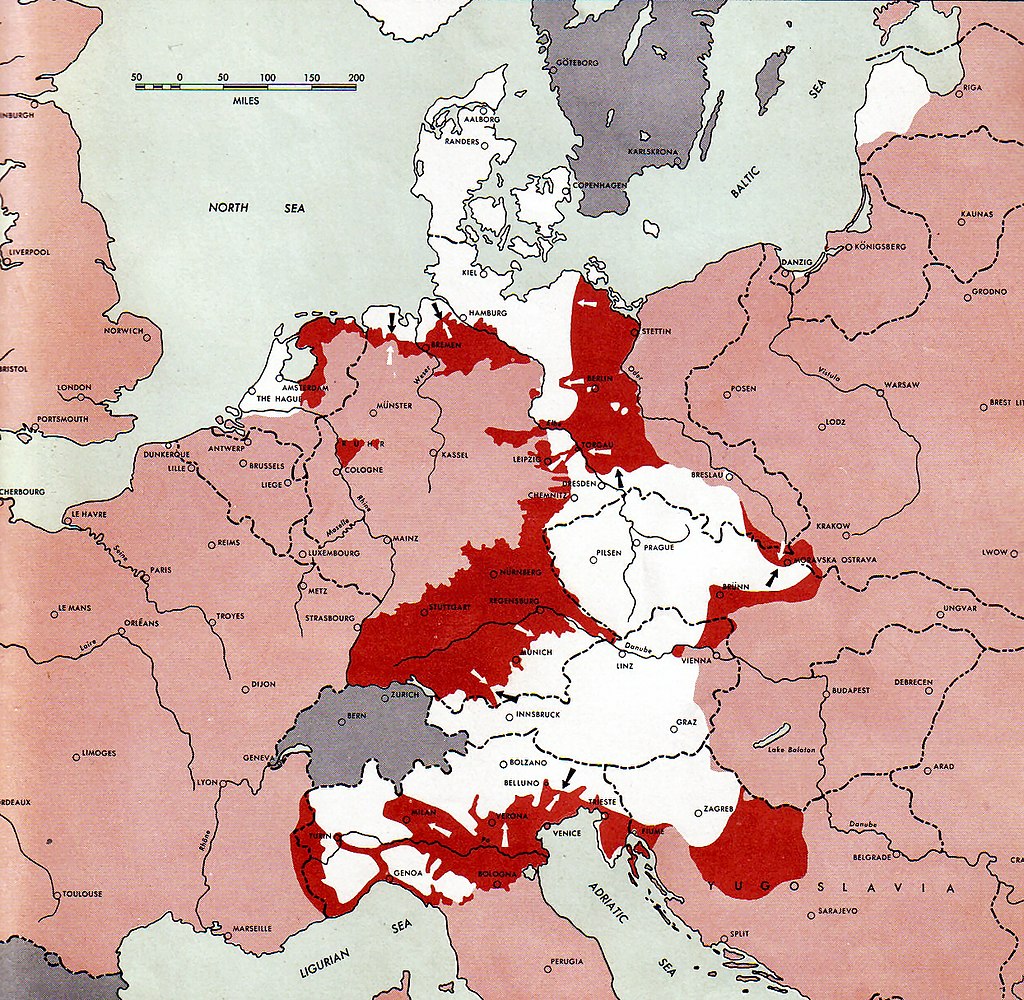 GÖTEBORG
50 0 50 100 150 200
MILES
SEA
RIGA
INBURGH
AALBORG
RANDERS
KARLSKRONA
COPENHAGEN
BALTIC
NORTH SEA
KAUNAS
LIVERPOOL
KÖNIGSBERG
DANZIG
KIEL
GRODNO
HAMBURG
NORWICH
STETTIN
BREMEN
BRISTOL
Weser
Oder
Vistula
BERLIN
LONDON
AMSTERDAM
THE HAGUE
POSEN
WARSAW
MÜNSTER
BREST LIT
PORTSMOUTH
Elbe
LODZ
RUHR
ANTWERP
TORGAU
DUNKERQUE
KASSEL
LILLE
BRUSSELS
COLOGNE
LEIPZIG
BRESLAU
LIEGE
DRESDEN
CHERBOURG
CHEMNITZ
Rhine
LE HAVRE
Moselle
KRAKOW
REIMS
MAINZ
PRAGUE
Seine
LUXEMBOURG
PILSEN
LWOW
MORAVSKA OSTRAVA
PARIS
NÜRNBERG
METZ
BRÜNN
LE MANS
REGENSBURG
STUTTGART
TROYES
STRASBOURG
UNGVAR
ORLÉANS
Loire
Danube
MUNICH
VIENNA
LINZ
DIJON
DEBRECEN
ZURICH
BUDAPEST
INNSBRUCK
BERN
GRAZ
LIMOGES
Lake Balaton
GENEVA
BOLZANO
ARAD
LYON
BELLUNO
RDEAUX
TRIESTE
MILAN
ZAGREB
VERONA
Danube
VENICE
FIUME
TURIN
Po
Rhône
BELGRADE
CRA
GENOA
BOLOGNA
YUGOSLAVIA
TOULOUSE
ADRIATIC
SARAJEVO
SEA
MARSEILLE
SPLIT
LIGURIAN
PERUGIA
SEA